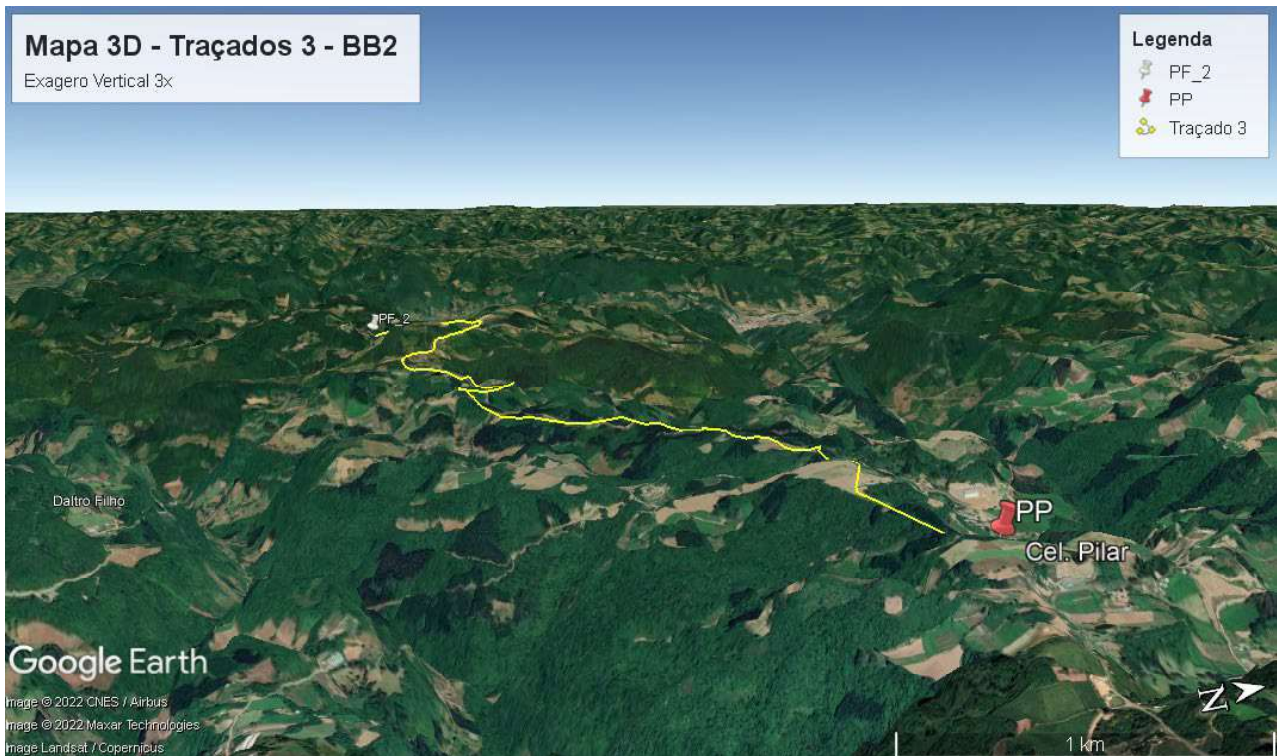 Mapa 3D - Traçados 3 - BB2
Exagero Vertical 3x
Legenda
PF_2
PP
Traçado 3
PF_2
Daltro Filho
PP
Cel. Pilar
Google Earth
Image © 2022 CNES / Airbus
Image © 2022 Maxar Technologies
Image Landsat / Copernicus
N
1 km